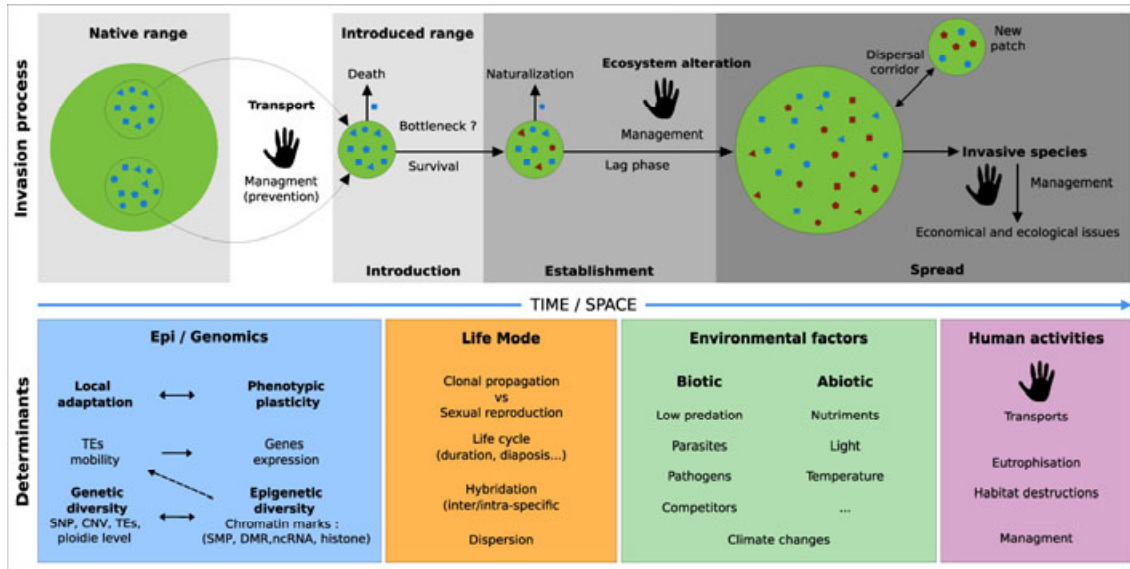 Invasion process
Native range
Transport
Managment
(prevention)
Introduced range
Death
Bottleneck ?
Survival
Introduction
Naturalization
Ecosystem alteration
Management
Lag phase
Establishment
Dispersal
corridor
New
patch
Invasive species
Management
Economical and ecological issues
Spread
TIME / SPACE
Determinants
Epi / Genomics
Local
adaptation
Phenotypic
plasticity
TEs
mobility
Genes
expression
Genetic
diversity
SNP, CNV, TEs,
ploidie level
Epigenetic
diversity
Chromatin marks :
(SMP, DMR,ncRNA, histone)
Life Mode
Clonal propagation
vs
Sexual reproduction
Life cycle
(duration, diaposis...)
Hybridation
(inter/intra-specific
Dispersion
Environmental factors
Biotic
Low predation
Parasites
Pathogens
Competitors
Abiotic
Nutriments
Light
Temperature
...
Climate changes
Human activities
Transports
Eutrophisation
Habitat destructions
Managment